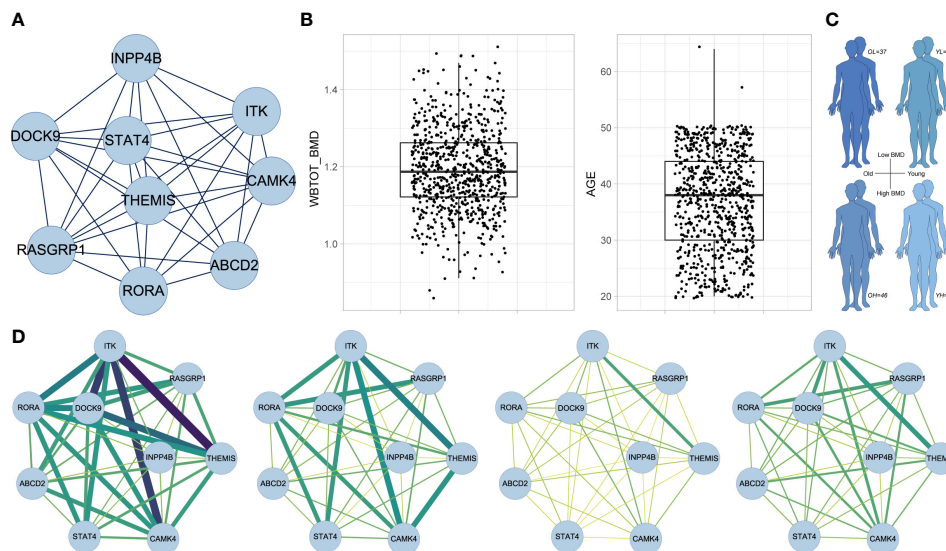 A
INPP4B
ITK
DOCK9
STAT4
CAMK4
THEMIS
RASGRP1
ABCD2
RORA
B
WBTOT_BMD
1.4
1.2
1.0
AGE
60
50
40
30
20
C
OL=37
YL=
Low BMD
Old
Young
High BMD
OH=46
YH=
D
ITK
RASGRP1
RORA
DOCK9
INPP4B
THEMIS
ABCD2
STAT4
CAMK4
ITK
RASGRP1
RORA
DOCK9
INPP4B
THEMIS
ABCD2
STAT4
CAMK4
ITK
RASGRP1
RORA
DOCK9
INPP4B
THEMIS
ABCD2
STAT4
CAMK4
ITK
RASGRP1
RORA
DOCK9
INPP4B
THEM
ABCD2
STAT4
CAMK4